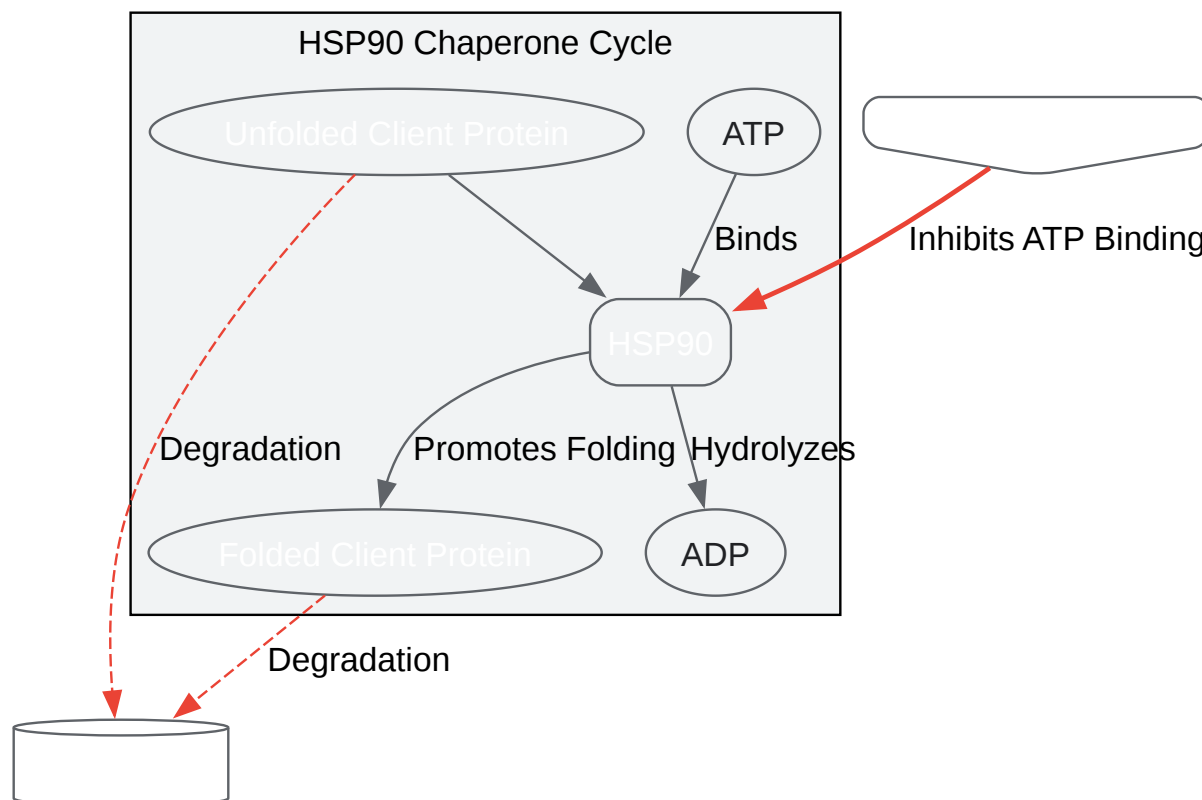 HSP90 Chaperone Cycle
Unfolded Client Protein
ATP
Binds
Inhibits ATP Binding
HSP90
Degradation
Promotes Folding
Hydrolyzes
Folded Client Protein
ADP
Degradation